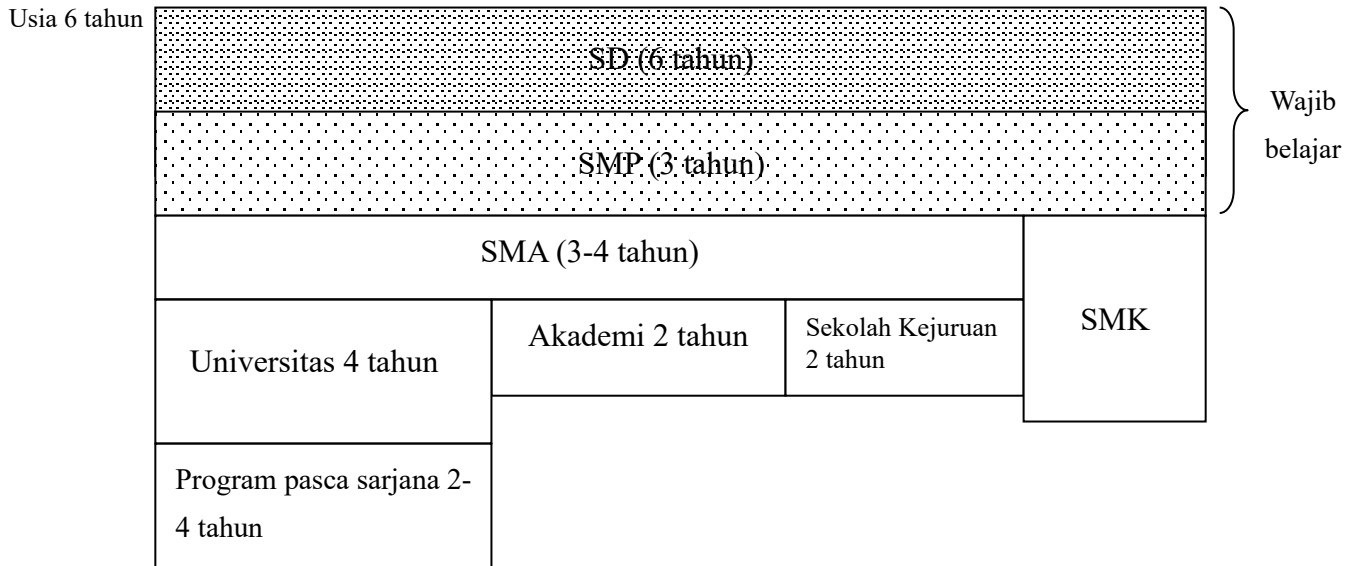 Usia 6 tahun
SD (6 tahun)
Wajib
belajar
SMP (3 tahun)
SMA (3-4 tahun)
SMK
Universitas 4 tahun
Akademi 2 tahun
Sekolah Kejuruan
2 tahun
Program pasca sarjana 2-
4 tahun